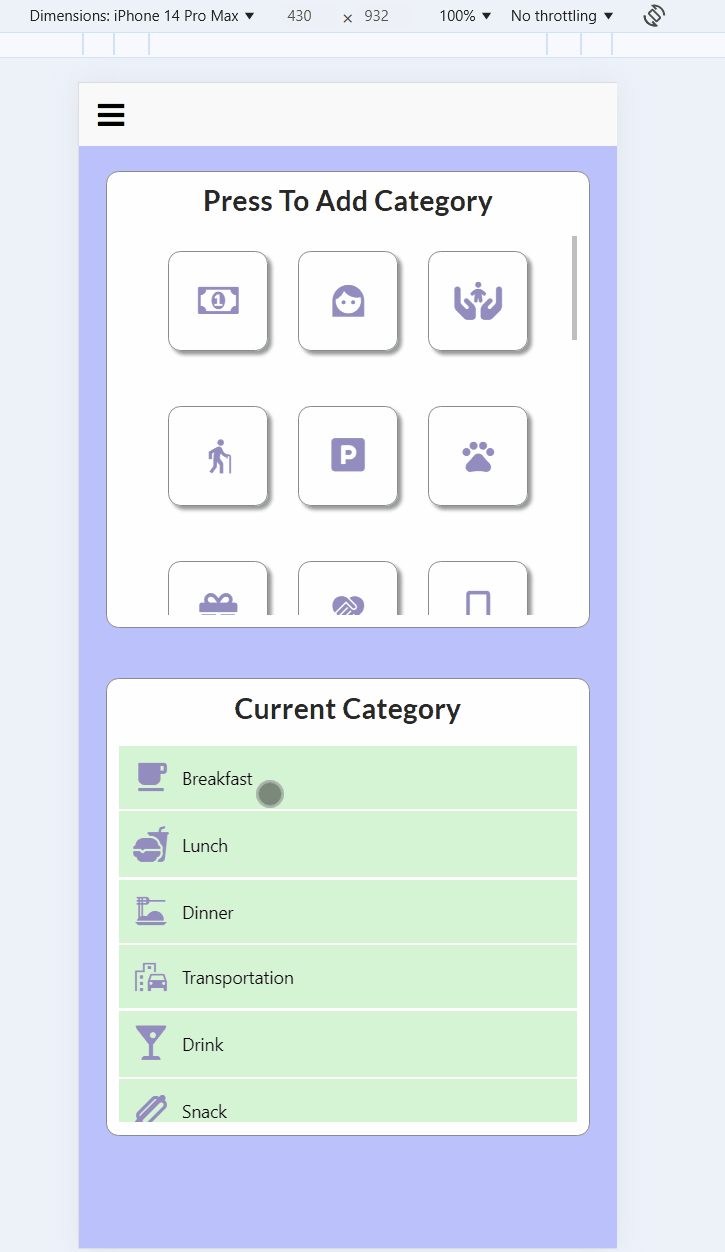 Dimensions: iPhone 14 Pro Max ▼ 430 × 932 100% ▼ No throttling ▼
Press To Add Category
1
P
Current Category
Breakfast
Lunch
Dinner
Transportation
Drink
Snack